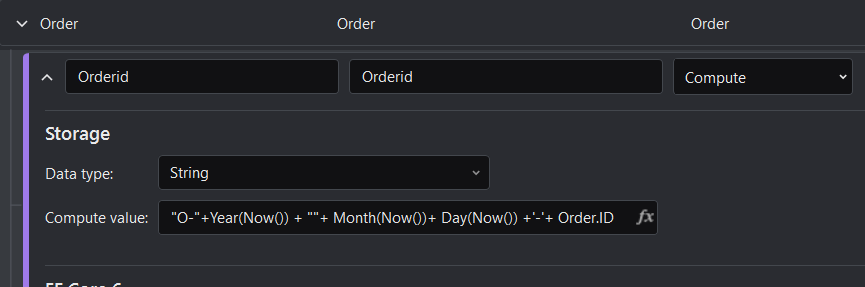 Order Order Order
Orderid Orderid Compute
Storage
Data type: String
Compute value: "O-"+Year(Now()) + ""+ Month(Now())+ Day(Now()) +'-'+ Order.ID fx